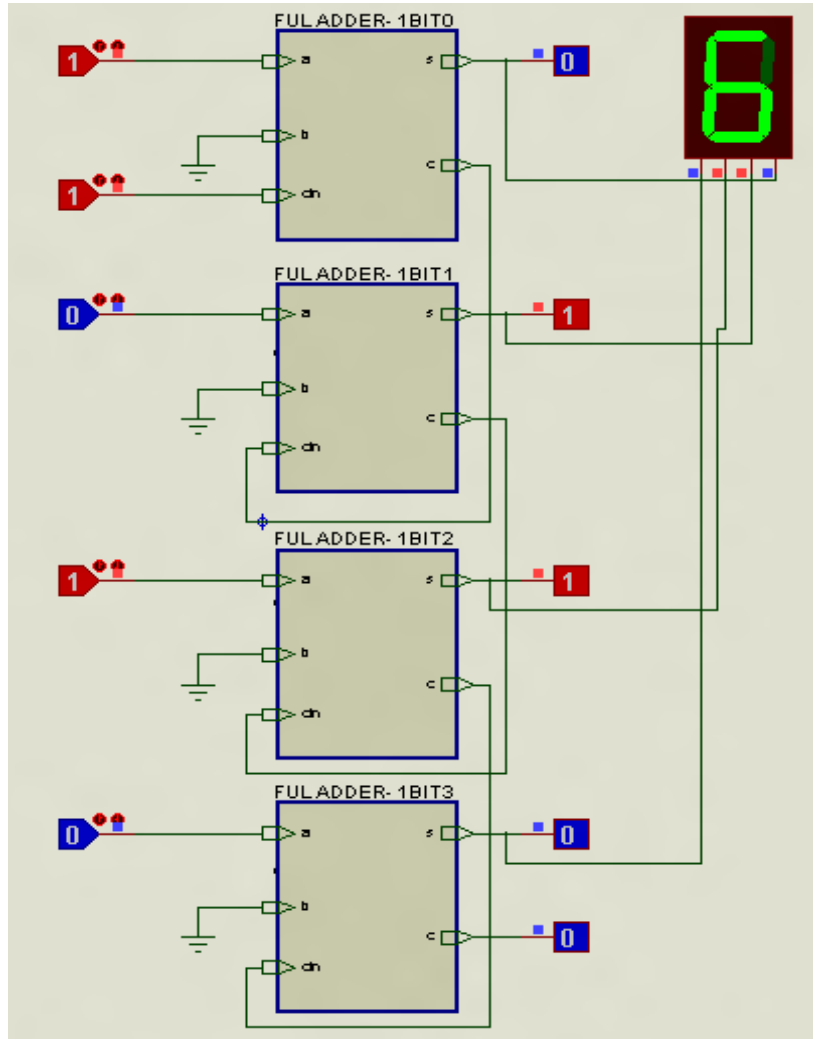 FULADDER-1BIT0
1 a s 0
b
c
1 cin
6
FULADDER-1BIT1
0 a s 1
b
c
cin
FULADDER-1BIT2
1 a s 1
b
c
cin
FULADDER-1BIT3
0 a s 0
b
c 0
cin